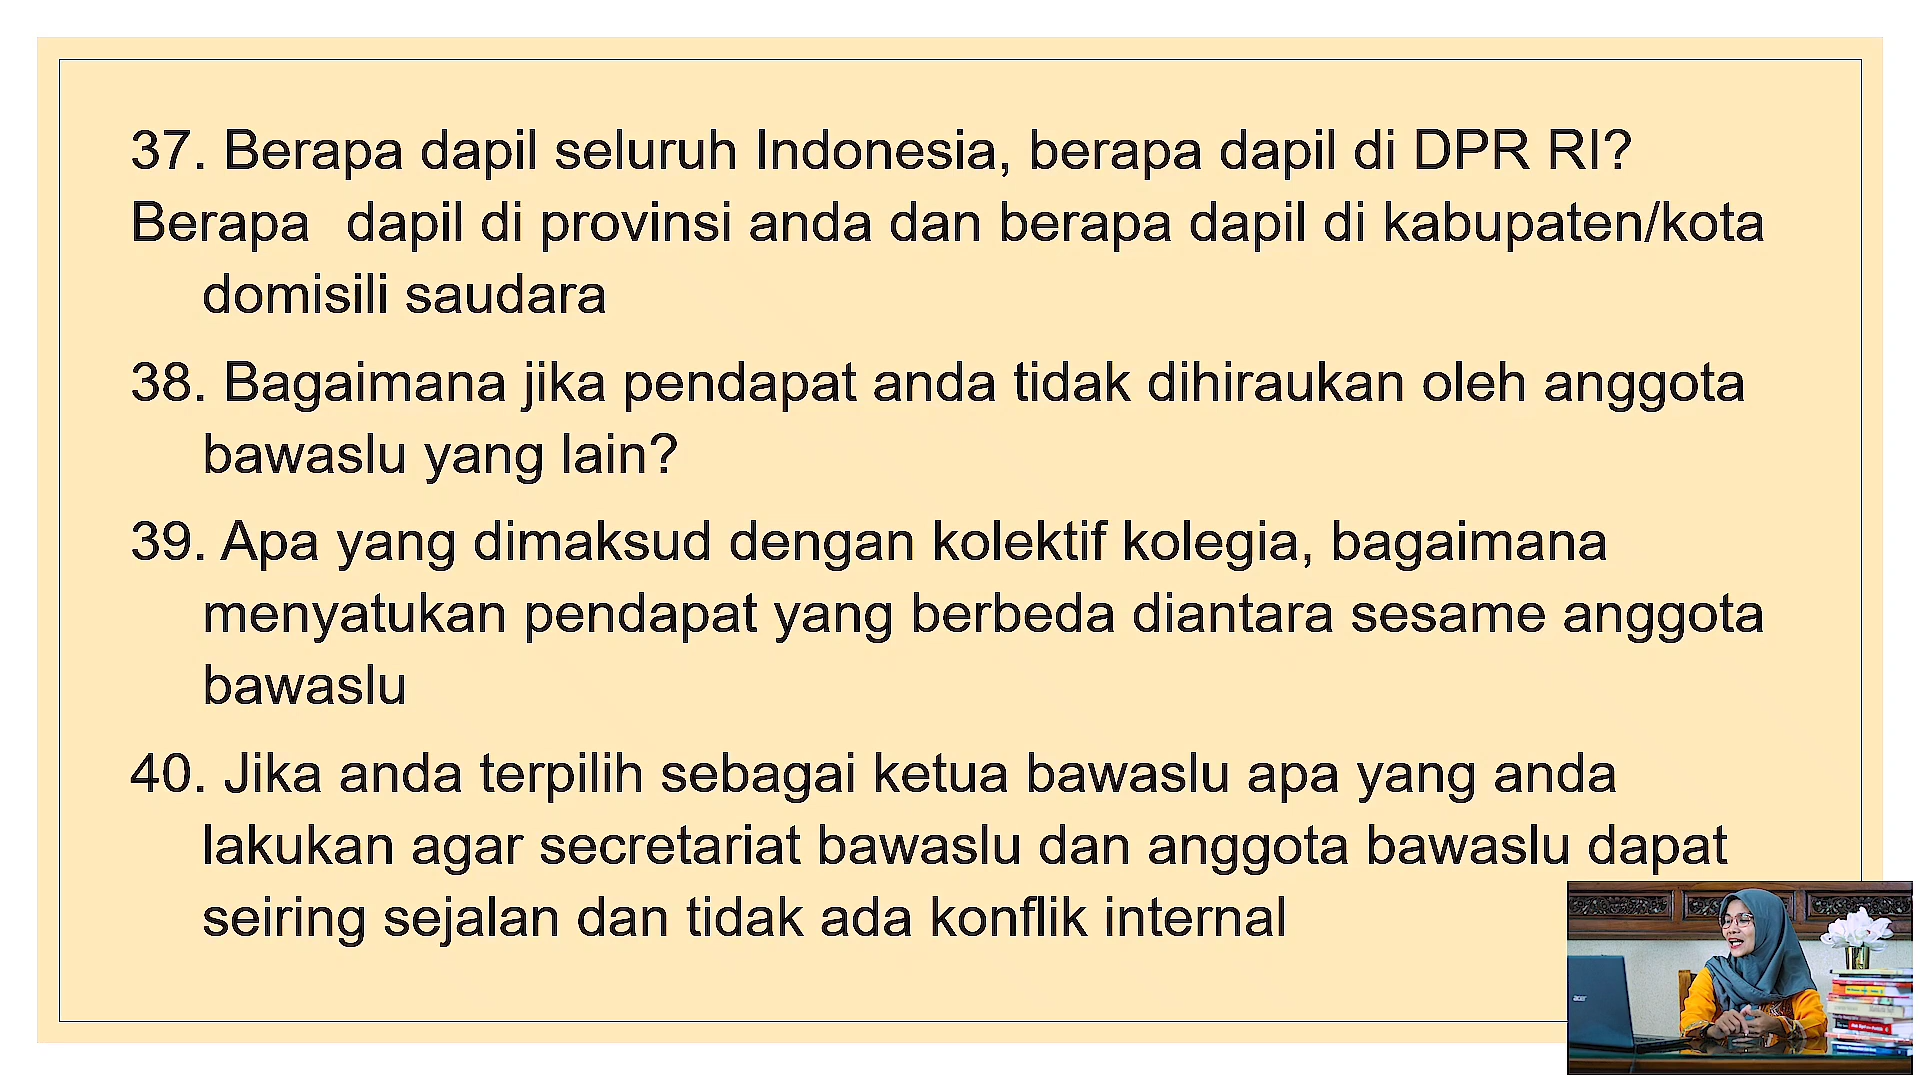 37. Berapa dapil seluruh Indonesia, berapa dapil di DPR RI?
Berapa  dapil di provinsi anda dan berapa dapil di kabupaten/kota
domisili saudara
38. Bagaimana jika pendapat anda tidak dihiraukan oleh anggota
bawaslu yang lain?
39. Apa yang dimaksud dengan kolektif kolegia, bagaimana
menyatukan pendapat yang berbeda diantara sesame anggota
bawaslu
40. Jika anda terpilih sebagai ketua bawaslu apa yang anda
lakukan agar secretariat bawaslu dan anggota bawaslu dapat
seiring sejalan dan tidak ada konflik internal
acer